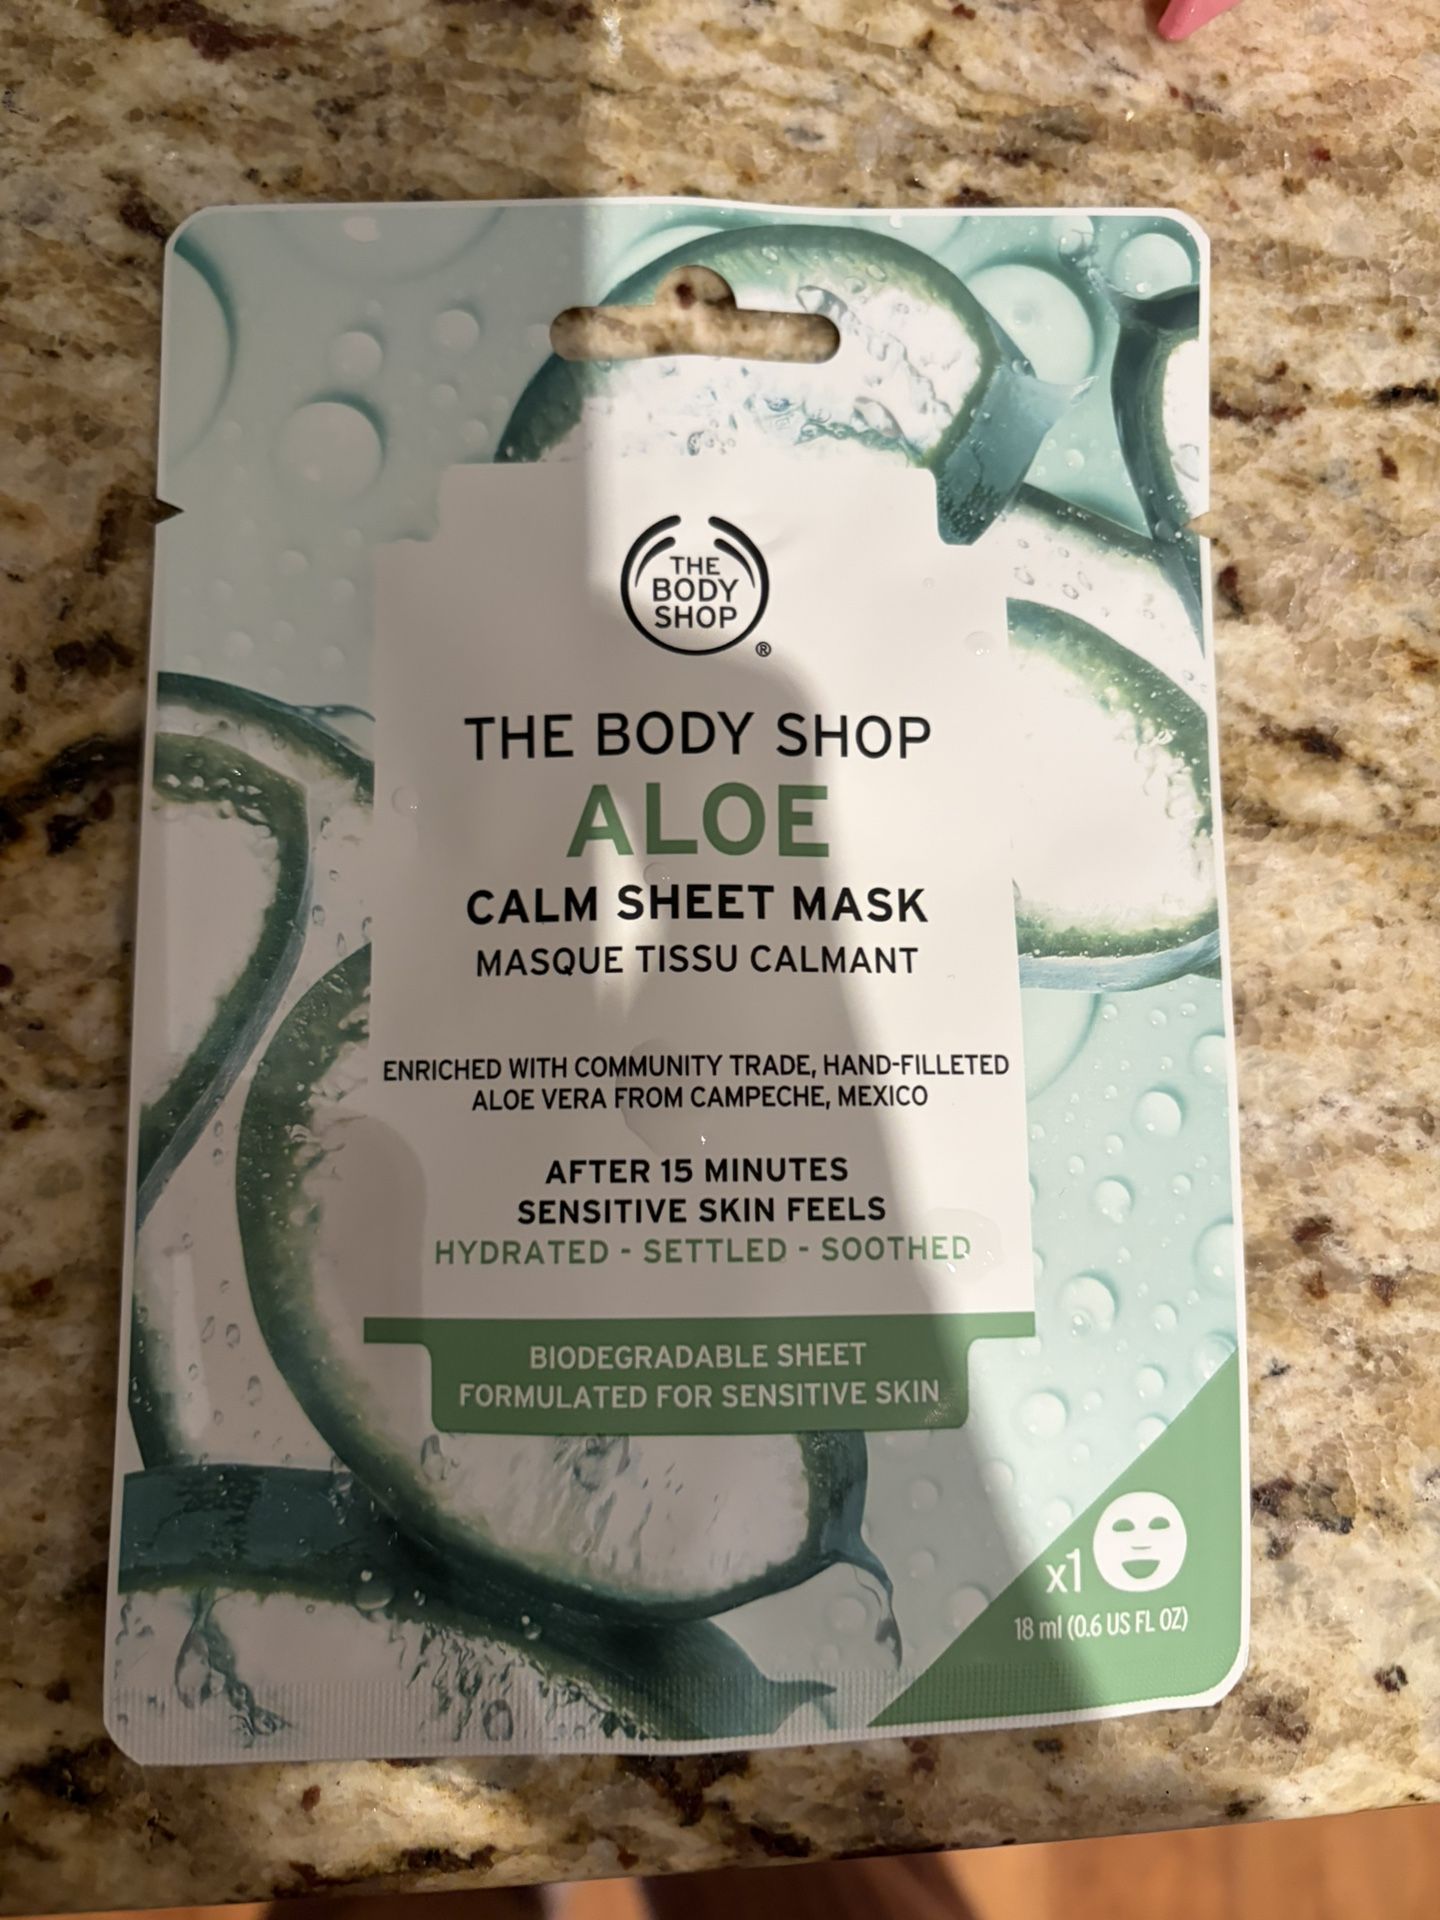 THE
BODY
SHOP
®
THE BODY SHOP
ALOE
CALM SHEET MASK
MASQUE TISSU CALMANT
ENRICHED WITH COMMUNITY TRADE, HAND-FILLETED
ALOE VERA FROM CAMPECHE, MEXICO
AFTER 15 MINUTES
SENSITIVE SKIN FEELS
HYDRATED - SETTLED - SOOTHED
BIODEGRADABLE SHEET
FORMULATED FOR SENSITIVE SKIN
x1
18 ml (0.6 US FL OZ)